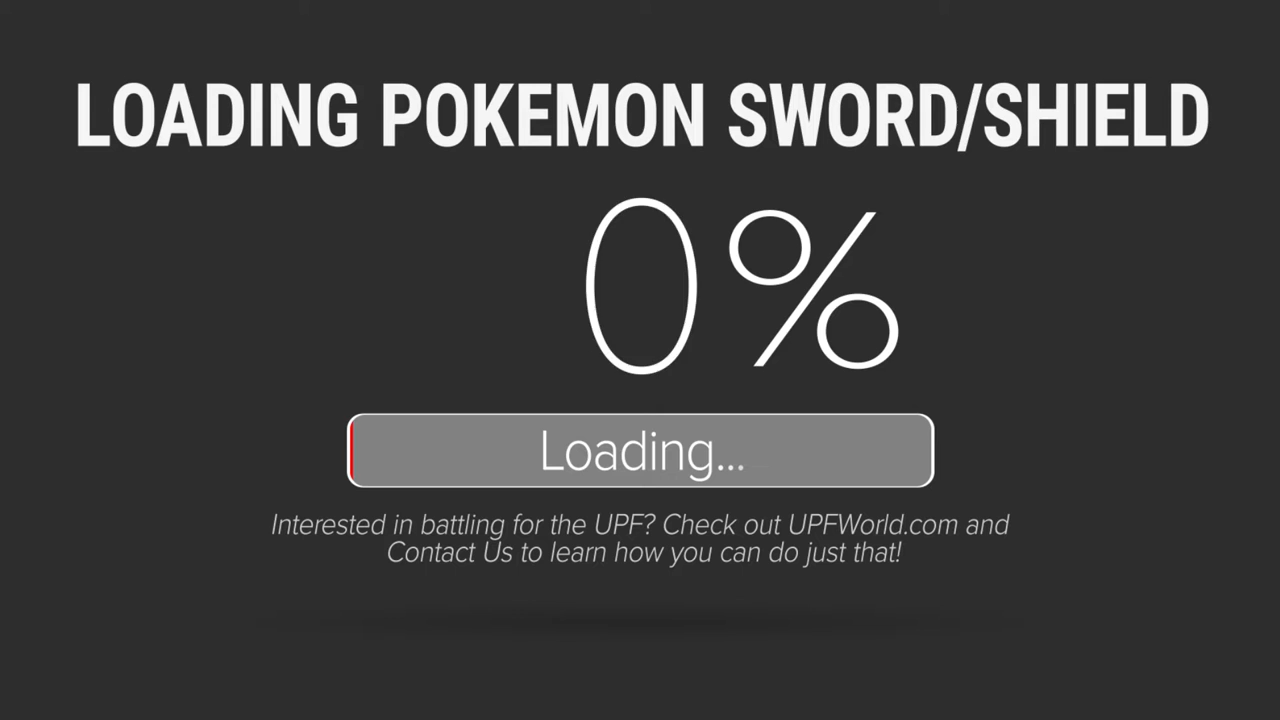 LOADING POKEMON SWORD/SHIELD
0%
Loading...
Interested in battling for the UPF? Check out UPFWorld.com and
Contact Us to learn how you can do just that!